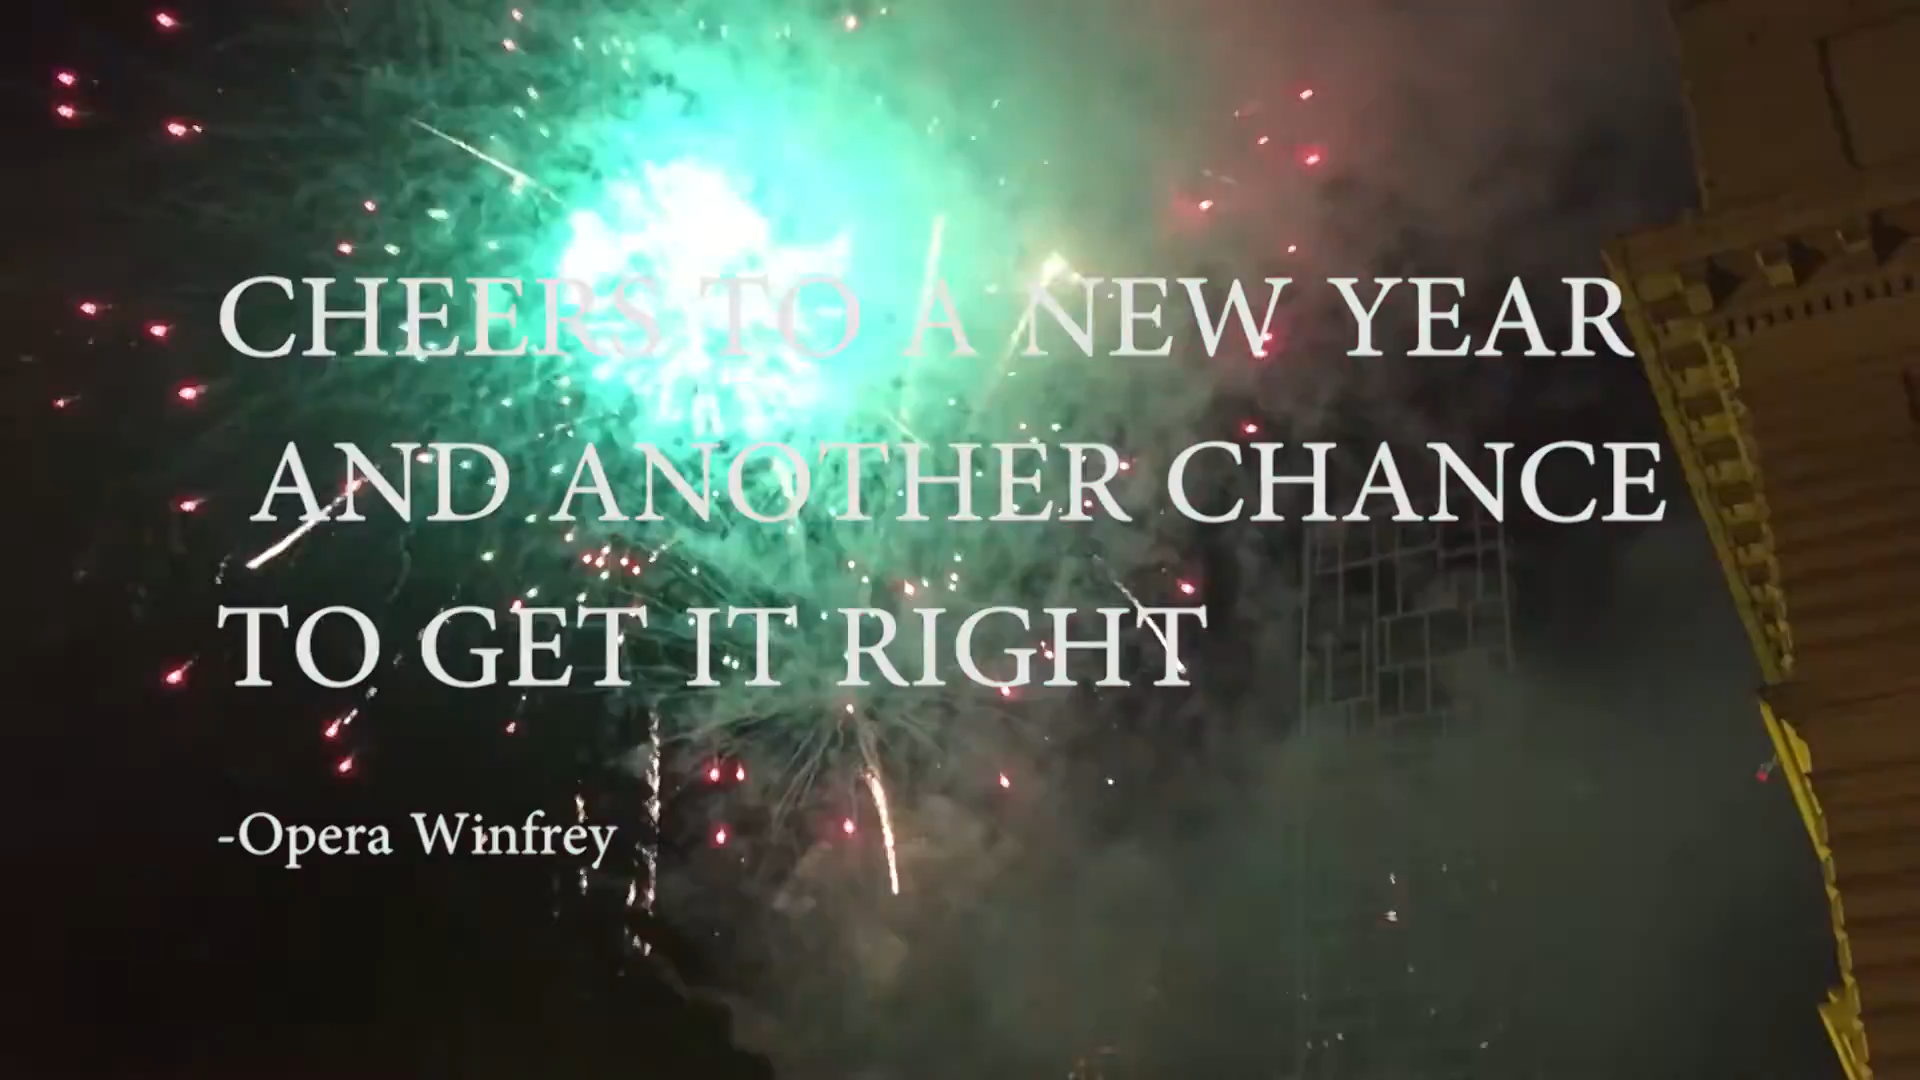 CHEERS TO A NEW YEAR
AND ANOTHER CHANCE
TO GET IT RIGHT
-Opera Winfrey